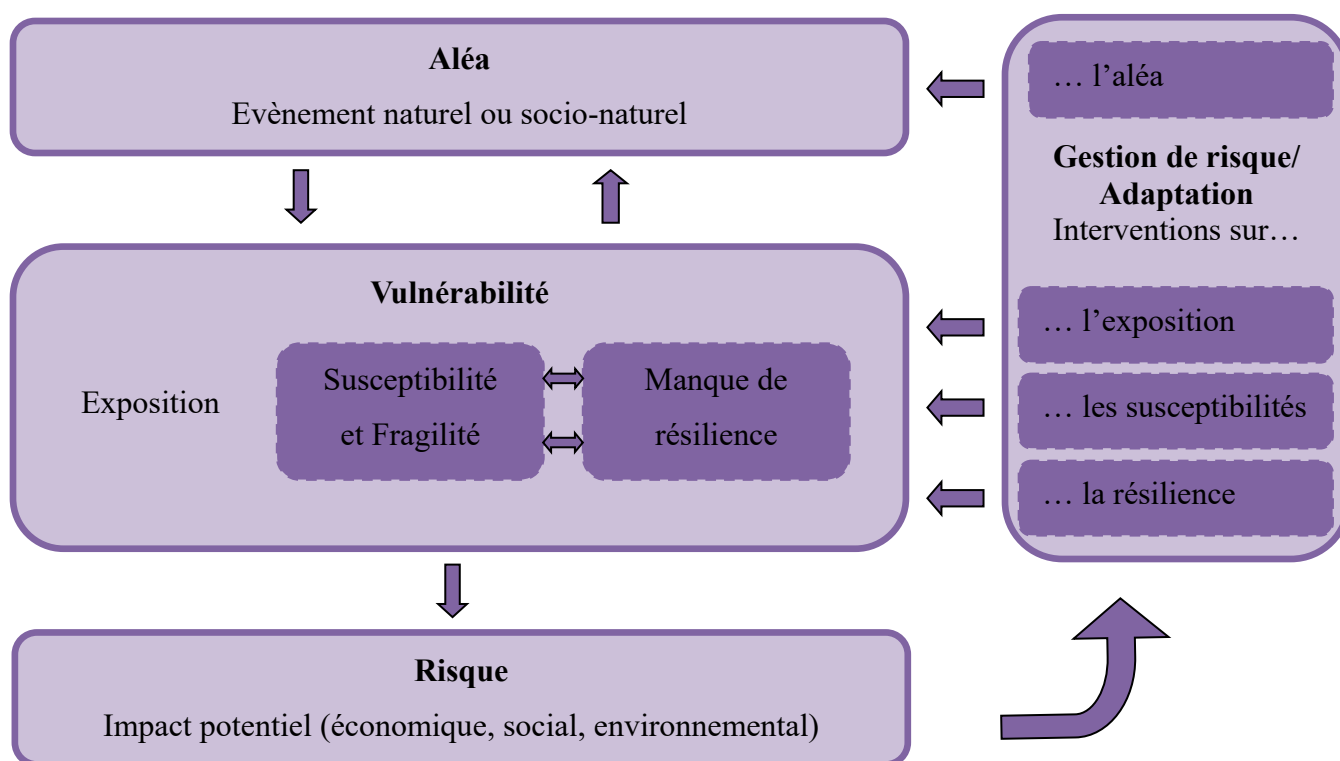 Aléa
Evènement naturel ou socio-naturel
Vulnérabilité
Exposition
Susceptibilité
et Fragilité
Manque de
résilience
Risque
Impact potentiel (économique, social, environnemental)
… l’aléa
Gestion de risque/
Adaptation
Interventions sur…
… l’exposition
… les susceptibilités
… la résilience